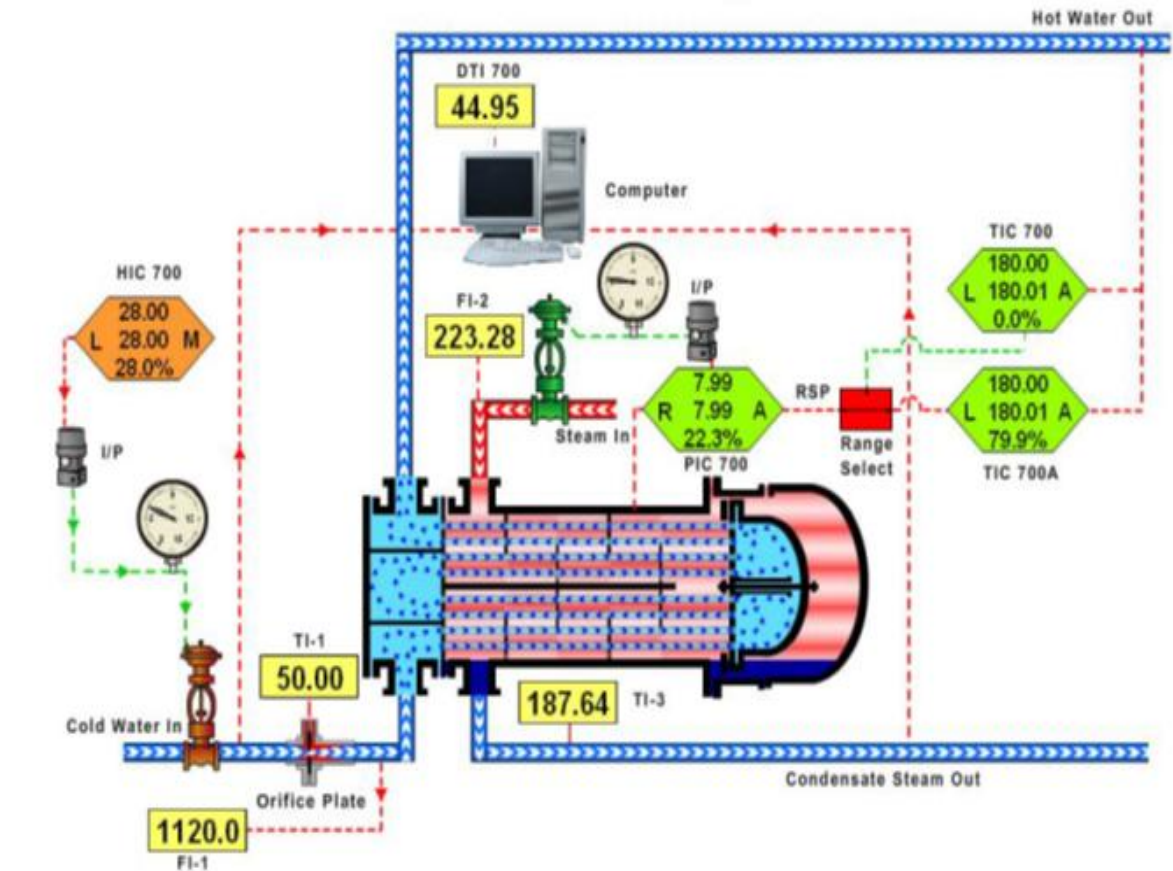 Hot Water Out
DTI 700
44.95
Computer
TIC 700
180.00
L 180.01 A
0.0%
HIC 700
28.00
L 28.00 M
28.0%
FI-2
223.28
I/P
7.99
R 7.99 A
22.3%
PIC 700
RSP
Range
Select
180.00
L 180.01 A
79.9%
TIC 700A
Steam In
I/P
TI-1
50.00
187.64
TI-3
Cold Water In
Orifice Plate
Condensate Steam Out
1120.0
FI-1